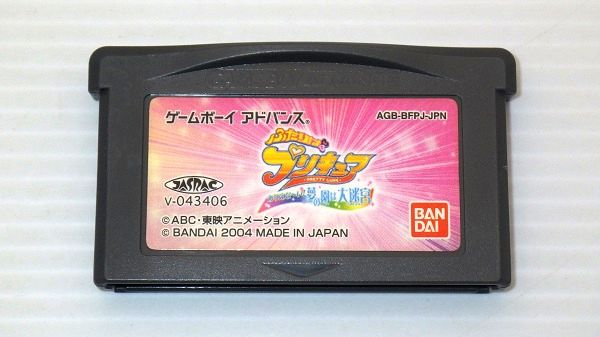 GAME BOY ADVANCE
ゲームボーイ アドバンス®
AGB-BFPJ-JPN
ふたりはプリキュア
PRETTY CURE
夢の園は大迷宮
JASRAC
V-043406
©ABC・東映アニメーション
© BANDAI 2004 MADE IN JAPAN
BAN
DAI